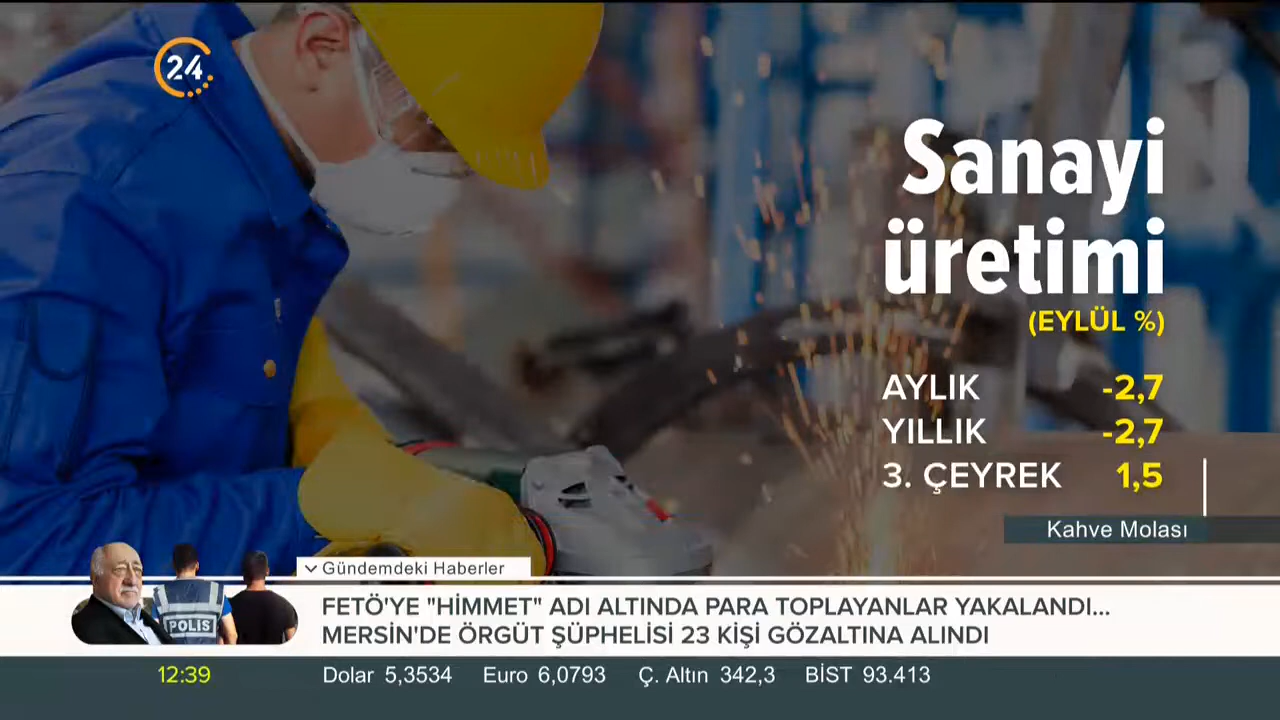 24
Sanayi
üretimi
(EYLÜL %)
AYLIK -2,7
YILLIK -2,7
3. ÇEYREK 1,5
Kahve Molası
Gündemdeki Haberler
POLİS
FETÖ'YE "HİMMET" ADI ALTINDA PARA TOPLAYANLAR YAKALANDI...
MERSİN'DE ÖRGÜT ŞÜPHELİSİ 23 KİŞİ GÖZALTINA ALINDI
12:39 Dolar 5,3534 Euro 6,0793 Ç. Altın 342,3 BİST 93.413